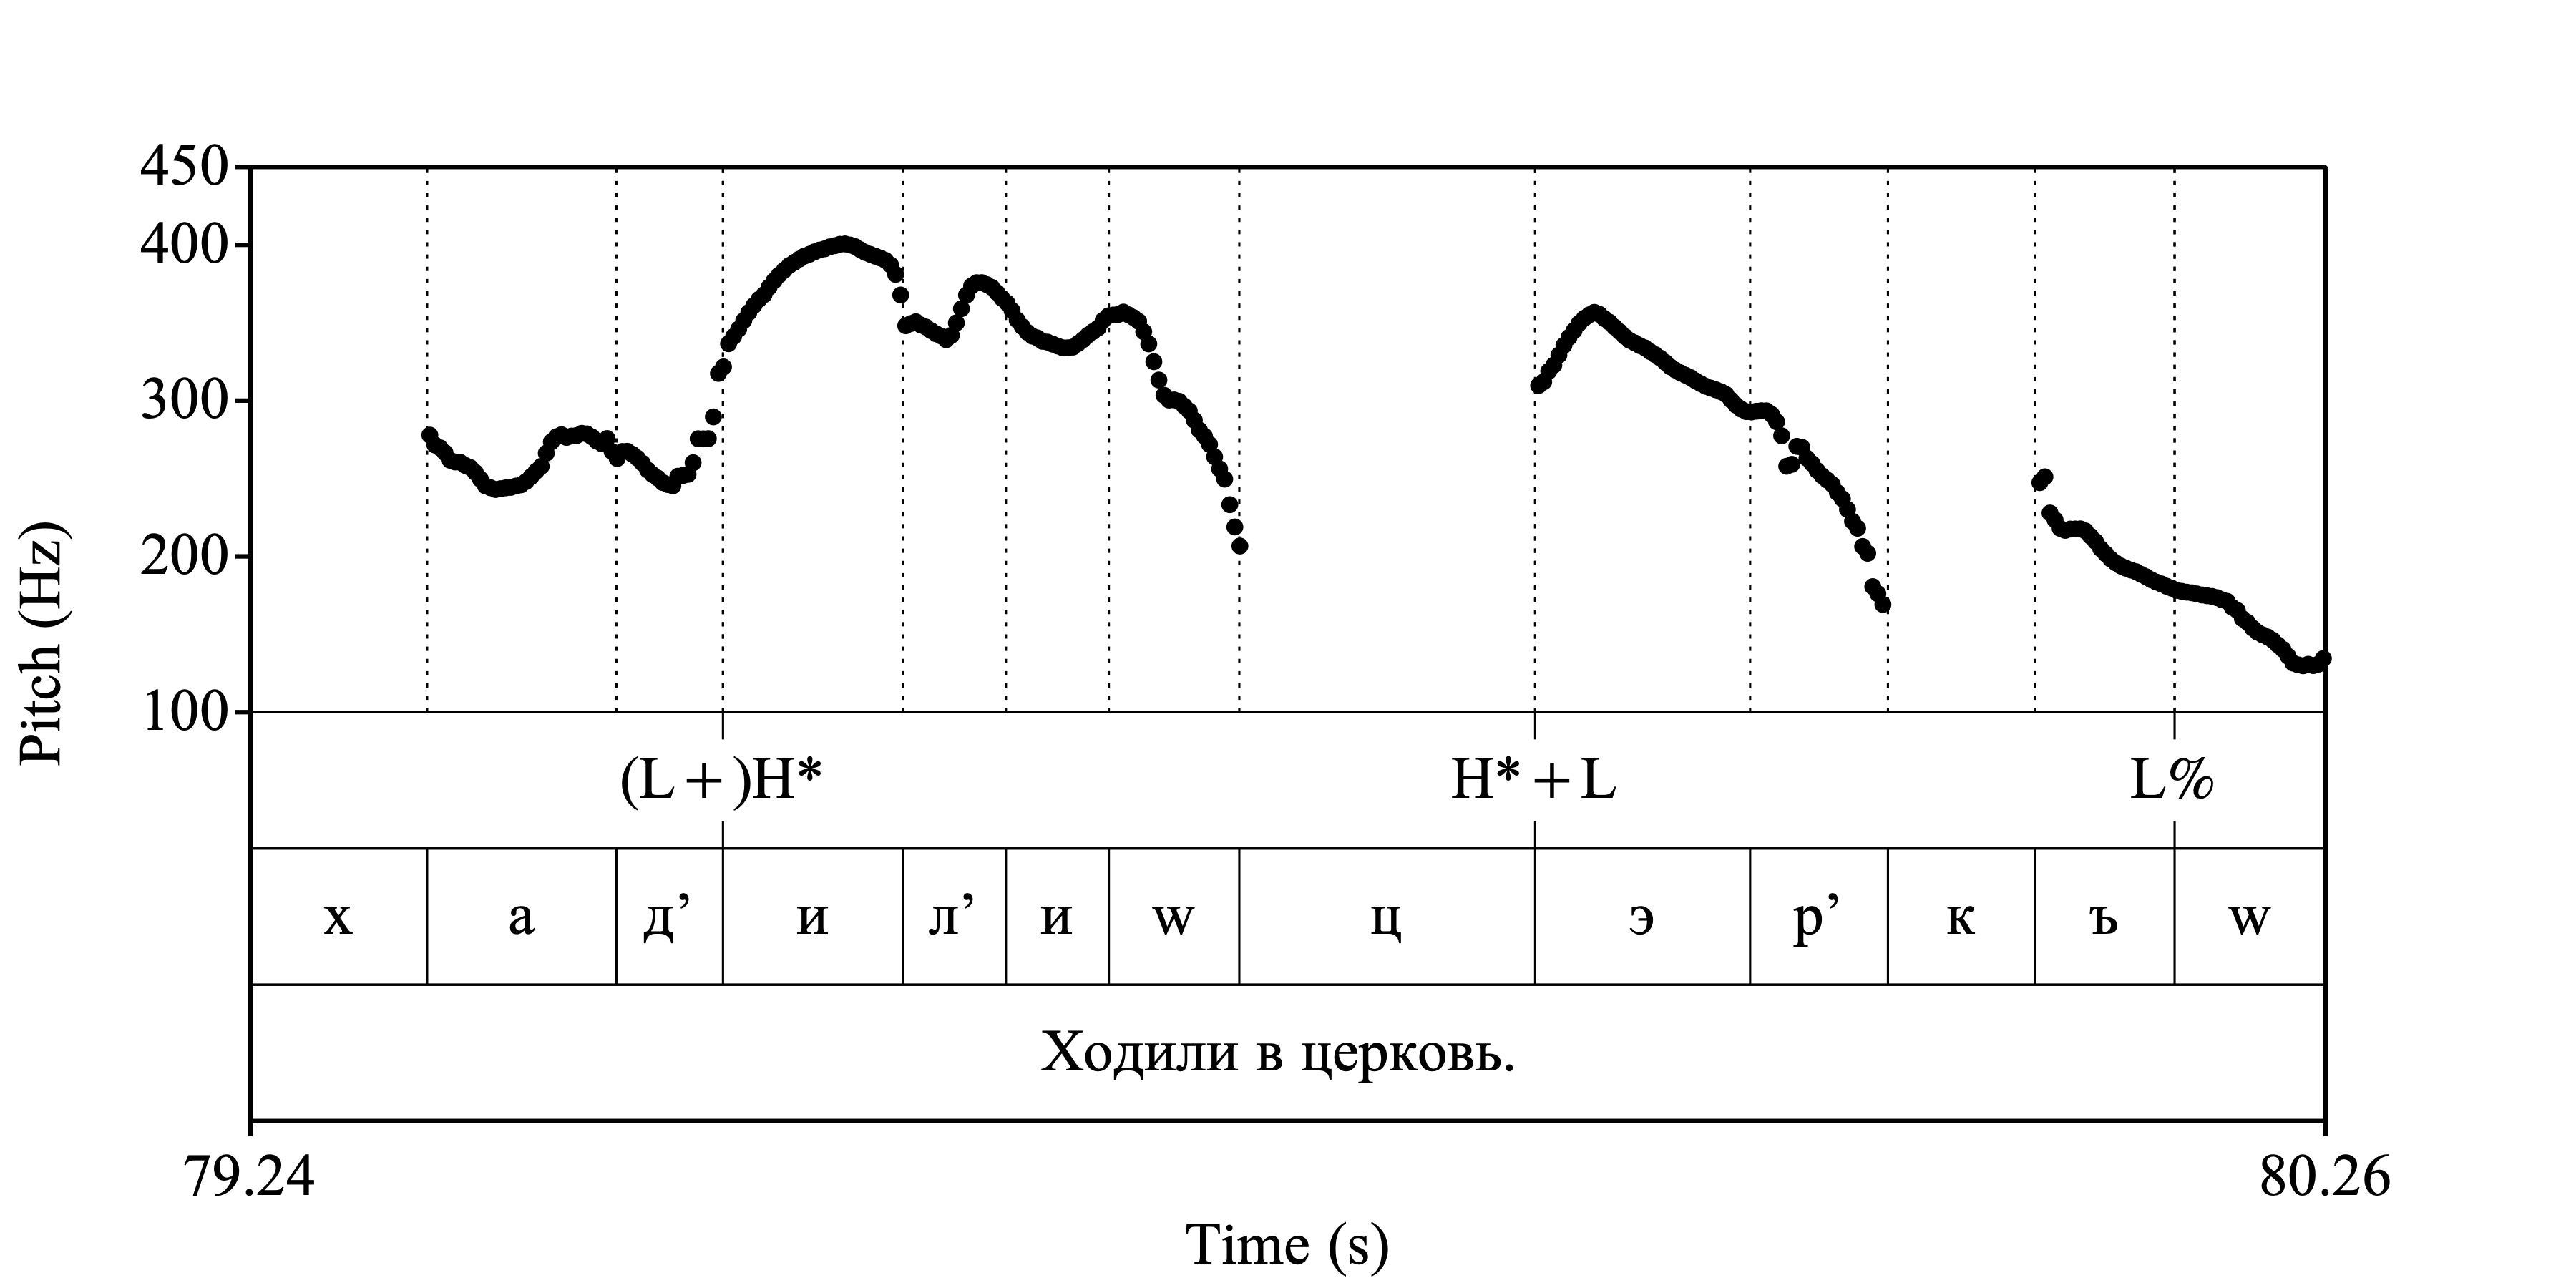 450
400
300
200
100
Pitch (Hz)
(L+)H* H*+L L%
х а д’ и л’ и w ц э р’ к ъ w
Ходили в церковь.
79.24 80.26
Time (s)